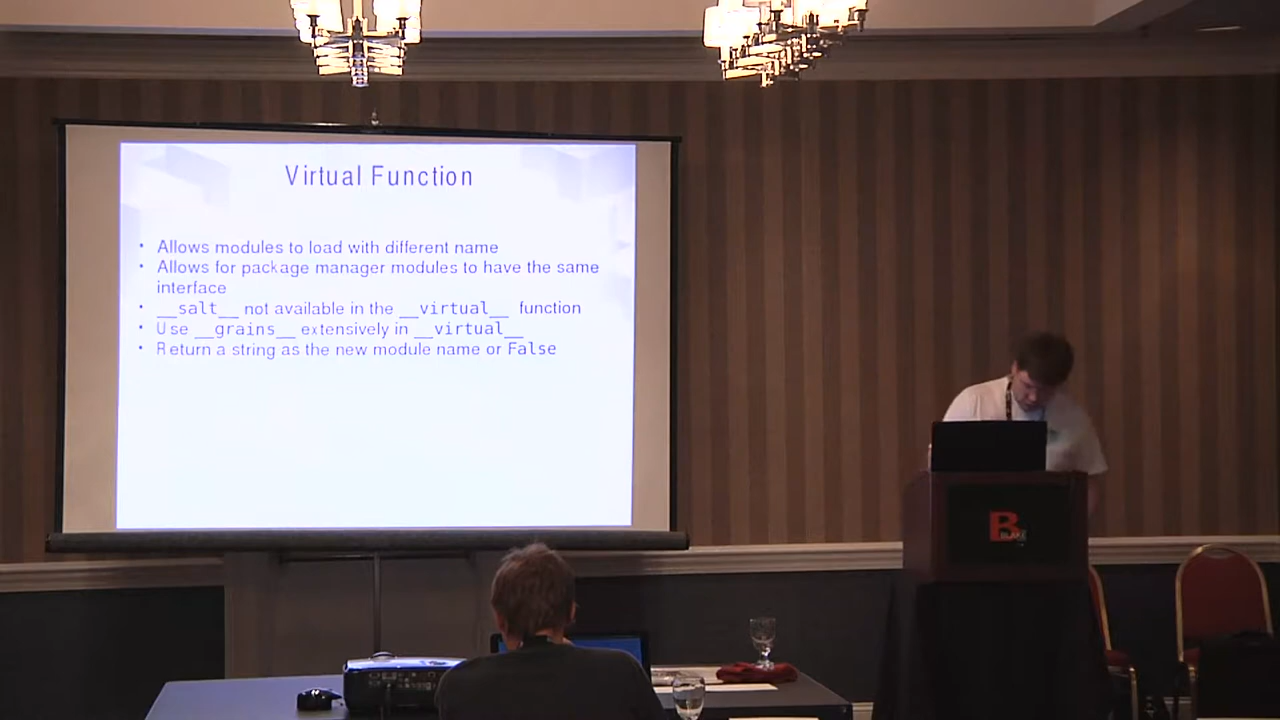 Virtual Function
• Allows modules to load with different name
• Allows for package manager modules to have the same
interface
• __salt__ not available in the __virtual__ function
• Use __grains__ extensively in __virtual__
• Return a string as the new module name or False
B